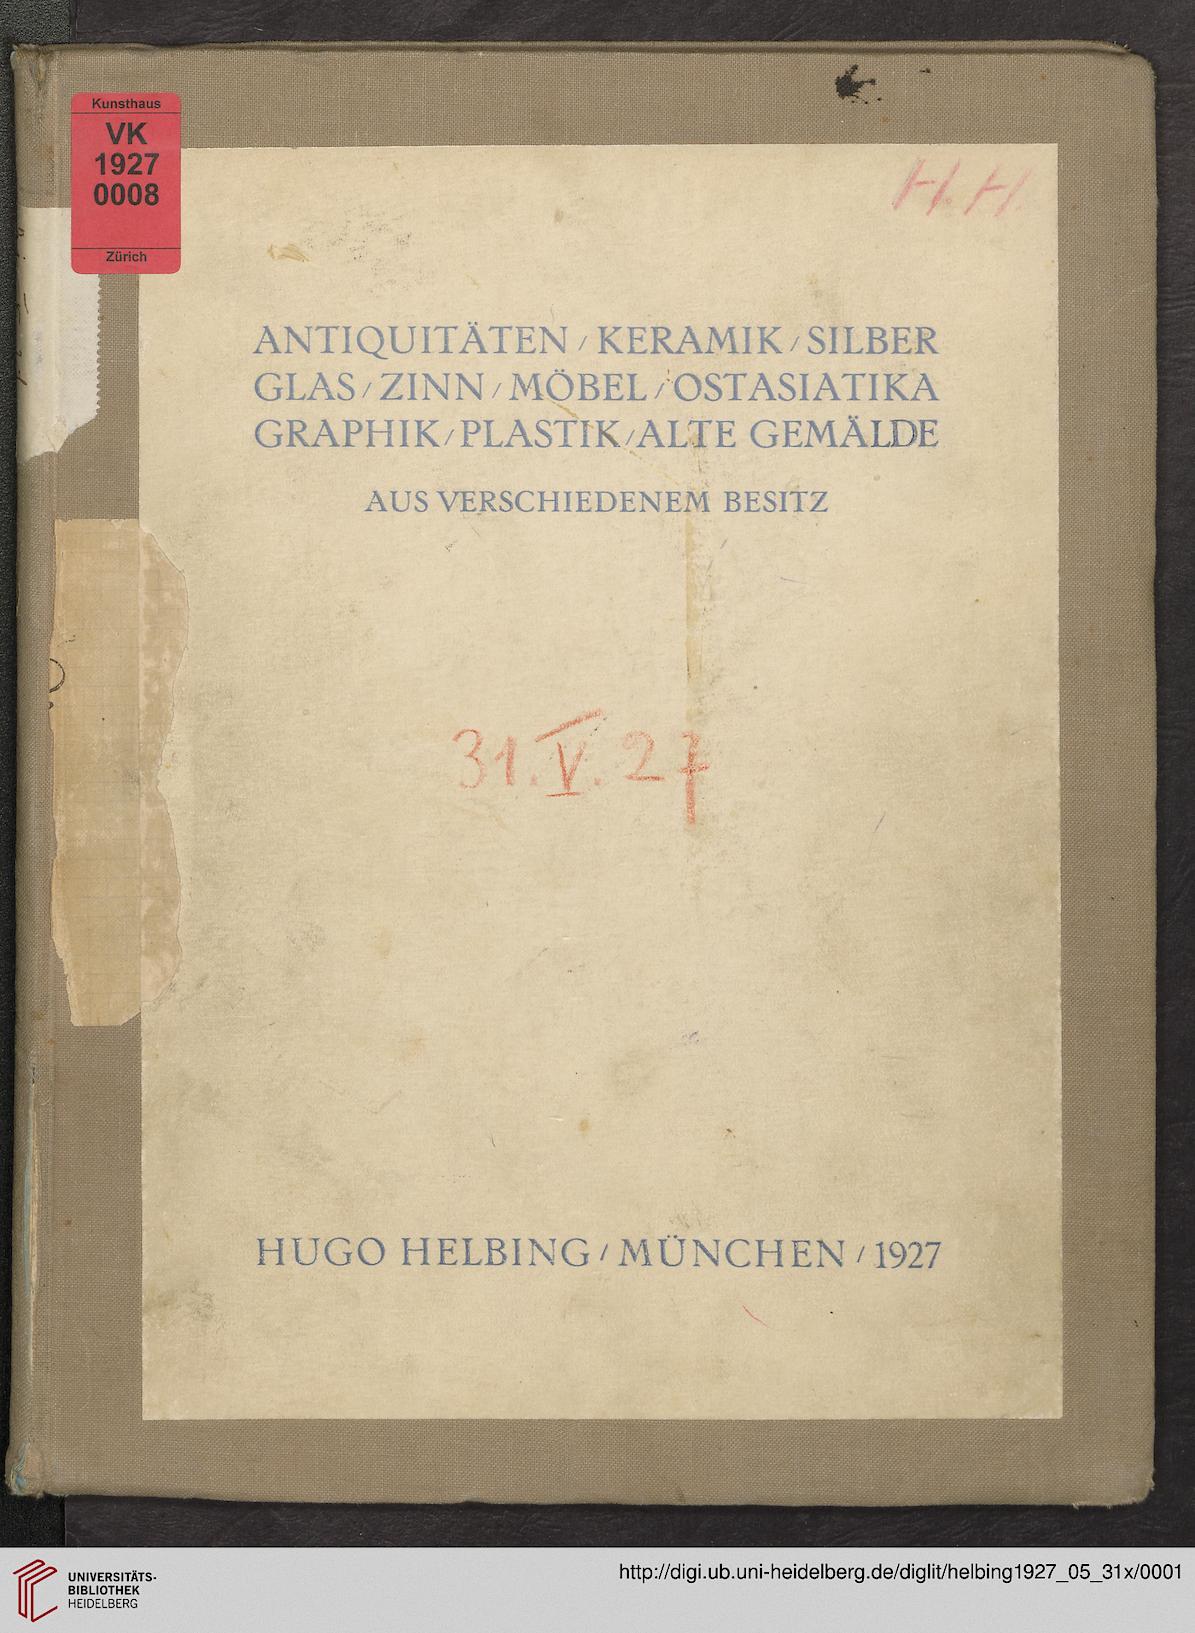 Kunsthaus
VK
1927
0008
Zürich
H. H.
ANTIQUITÄTEN / KERAMIK / SILBER
GLAS / ZINN / MÖBEL / OSTASIATIKA
GRAPHIK / PLASTIK / ALTE GEMÄLDE
AUS VERSCHIEDENEM BESITZ
31. V. 27
HUGO HELBING / MÜNCHEN / 1927
UNIVERSITÄTS-
BIBLIOTHEK
HEIDELBERG
http://digi.ub.uni-heidelberg.de/diglit/helbing1927_05_31x/0001